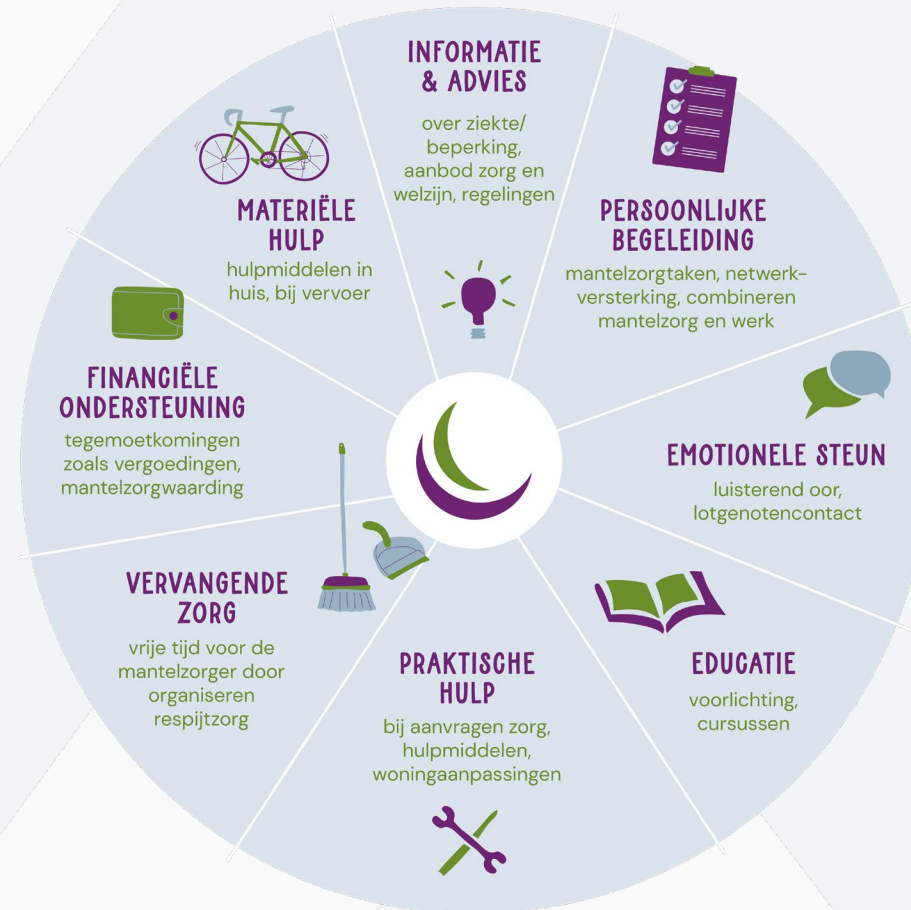 INFORMATIE
& ADVIES
over ziekte/
beperking,
aanbod zorg en
welzijn, regelingen
PERSOONLIJKE
BEGELEIDING
mantelzorgtaken, netwerk-
versterking, combineren
mantelzorg en werk
EMOTIONELE STEUN
luisterend oor,
lotgenotencontact
EDUCATIE
voorlichting,
cursussen
PRAKTISCHE
HULP
bij aanvragen zorg,
hulpmiddelen,
woningaanpassingen
VERVANGENDE
ZORG
vrije tijd voor de
mantelzorger door
organiseren
respijtzorg
FINANCIËLE
ONDERSTEUNING
tegemoetkomingen
zoals vergoedingen,
mantelzorgwaarding
MATERIËLE
HULP
hulpmiddelen in
huis, bij vervoer